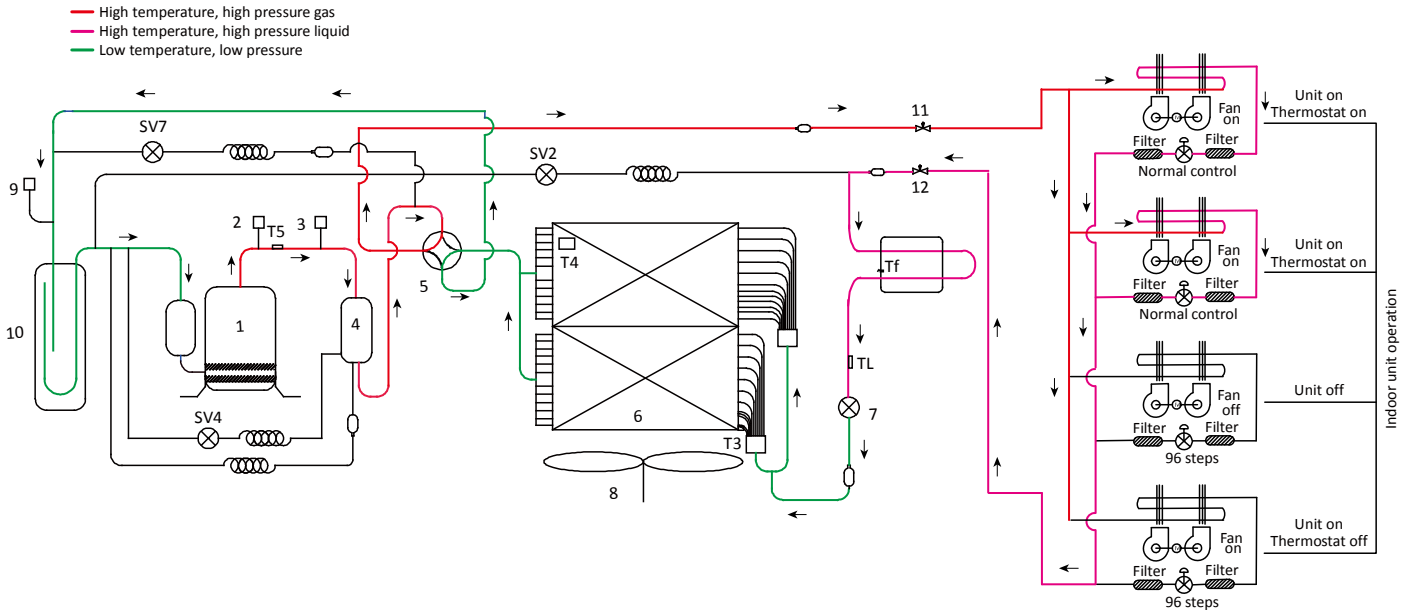 High temperature, high pressure gas
High temperature, high pressure liquid
Low temperature, low pressure
SV7
SV2
11
12
9
2
T5
3
T4
5
Tf
10
1
4
TL
SV4
6
7
T3
8
Fan
on
Filter
Filter
Normal control
Unit on
Thermostat on
Fan
on
Filter
Filter
Normal control
Unit on
Thermostat on
Fan
off
Filter
Filter
96 steps
Unit off
Fan
on
Filter
Filter
96 steps
Unit on
Thermostat off
Indoor unit operation